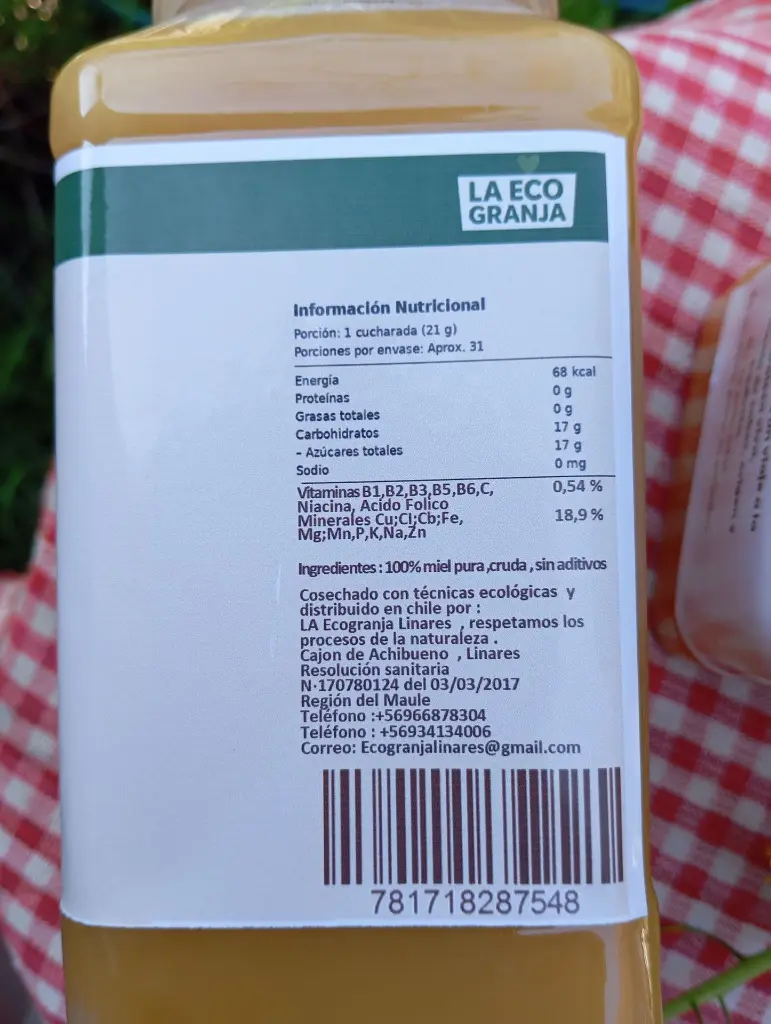 LA ECO
GRANJA
Información Nutricional
Porción: 1 cucharada (21 g)
Porciones por envase: Aprox. 31
Energía 68 kcal
Proteínas 0 g
Grasas totales 0 g
Carbohidratos 17 g
- Azúcares totales 17 g
Sodio 0 mg
Vitaminas B1,B2,B3,B5,B6,C, 0,54 %
Niacina, Acido Folico
Minerales Cu;Cl;Cb;Fe, 18,9 %
Mg;Mn,P,K,Na,Zn
Ingredientes : 100% miel pura ,cruda , sin aditivos
Cosechado con técnicas ecológicas y
distribuido en chile por :
LA Ecogranja Linares , respetamos los
procesos de la naturaleza .
Cajon de Achibueno , Linares
Resolución sanitaria
N·170780124 del 03/03/2017
Región del Maule
Teléfono :+56966878304
Teléfono : +56934134006
Correo: Ecogranjalinares@gmail.com
781718287548